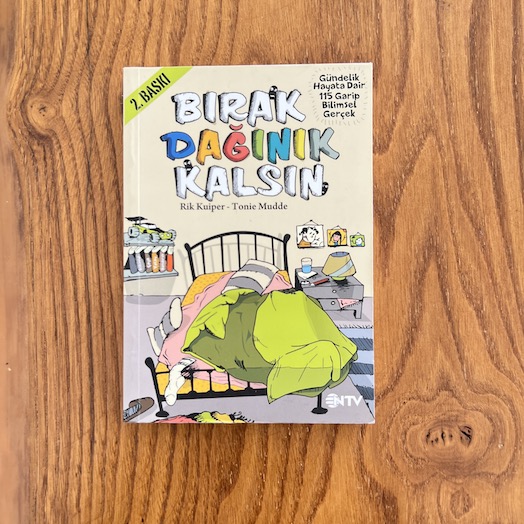 2. BASKI
Gündelik
Hayata Dair
115 Garip
Bilimsel
Gerçek
BIRAK
DAĞINIK
KALSIN
Rik Kuiper - Tonie Mudde
NTV